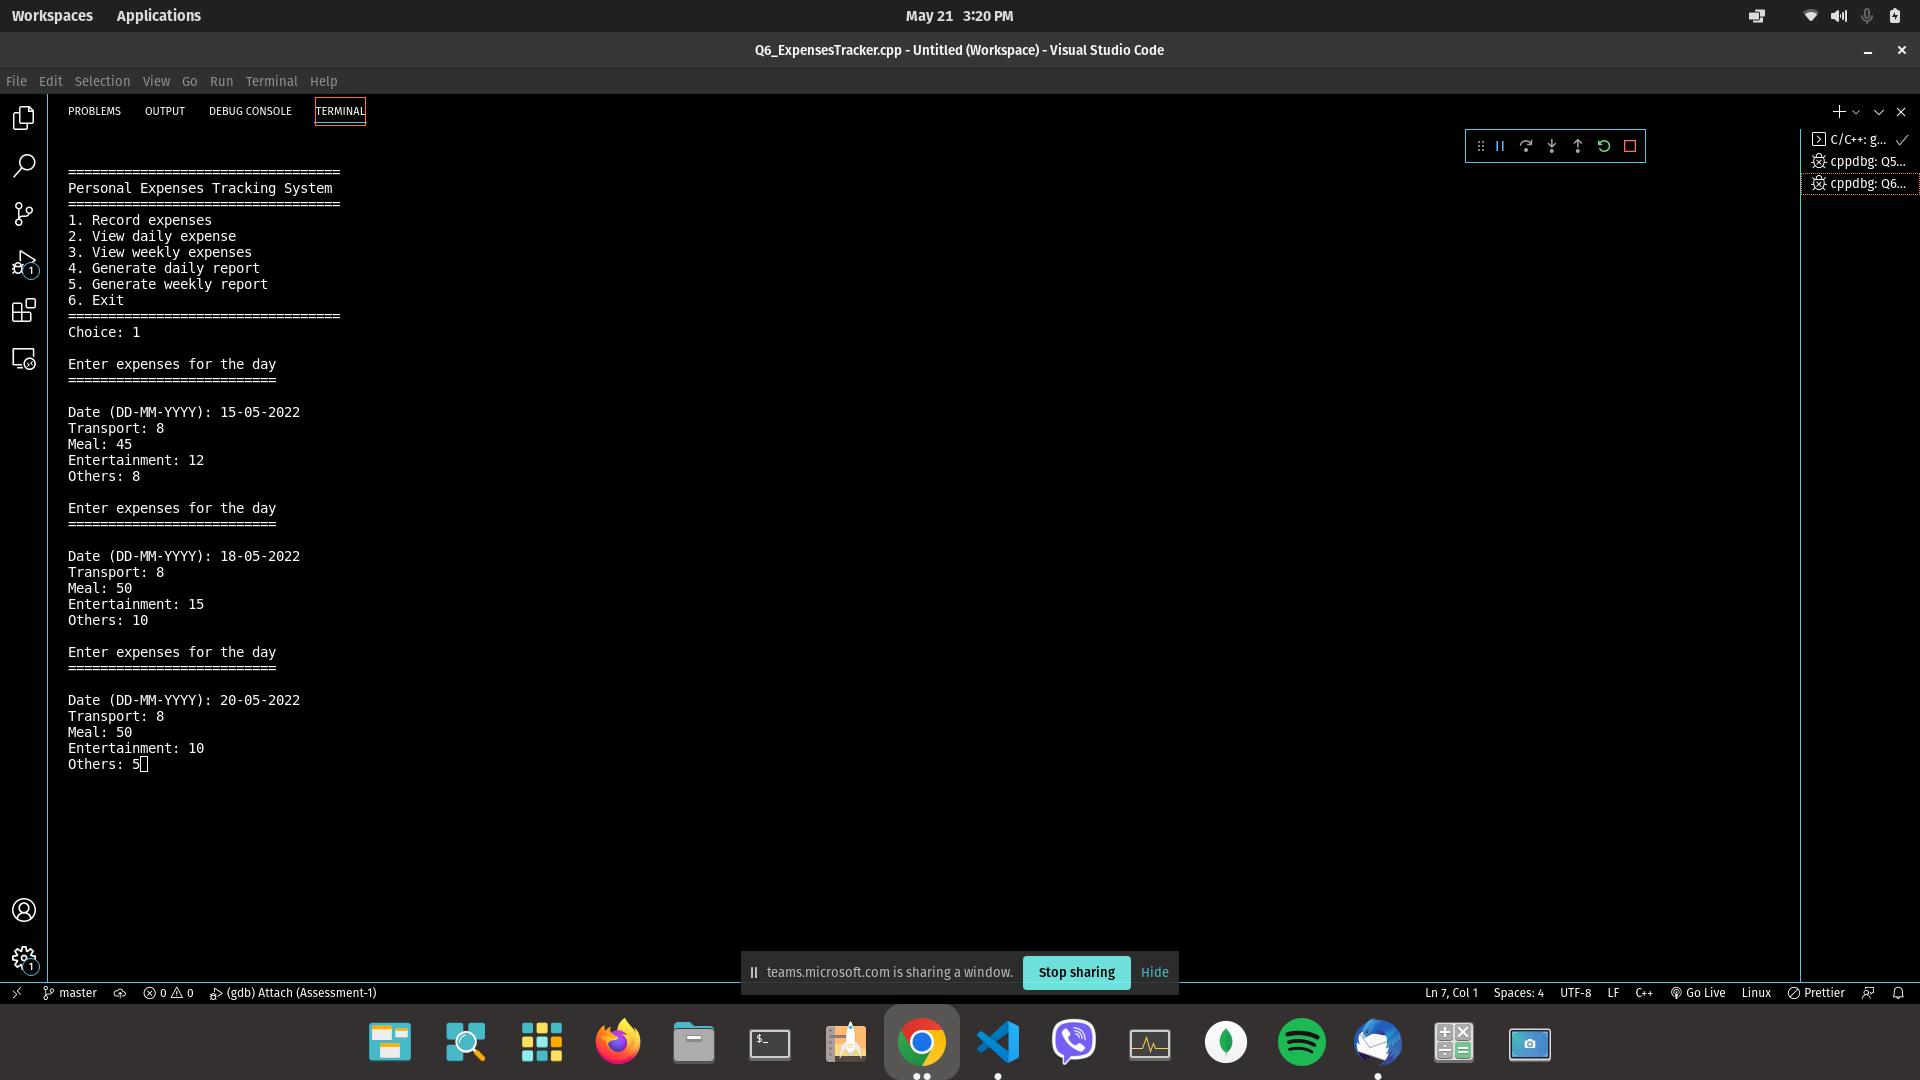 Workspaces Applications May 21 3:20 PM
Q6_ExpensesTracker.cpp - Untitled (Workspace) - Visual Studio Code
File Edit Selection View Go Run Terminal Help
PROBLEMS OUTPUT DEBUG CONSOLE TERMINAL
C/C++: g...
cppdbg: Q5...
cppdbg: Q6...
==================================
Personal Expenses Tracking System
==================================
1. Record expenses
2. View daily expense
3. View weekly expenses
4. Generate daily report
5. Generate weekly report
6. Exit
==================================
Choice: 1
Enter expenses for the day
==========================
Date (DD-MM-YYYY): 15-05-2022
Transport: 8
Meal: 45
Entertainment: 12
Others: 8
Enter expenses for the day
==========================
Date (DD-MM-YYYY): 18-05-2022
Transport: 8
Meal: 50
Entertainment: 15
Others: 10
Enter expenses for the day
==========================
Date (DD-MM-YYYY): 20-05-2022
Transport: 8
Meal: 50
Entertainment: 10
Others: 5
1
1
teams.microsoft.com is sharing a window. Stop sharing Hide
master 0 0 (gdb) Attach (Assessment-1) Ln 7, Col 1 Spaces: 4 UTF-8 LF C++ Go Live Linux Prettier
$_